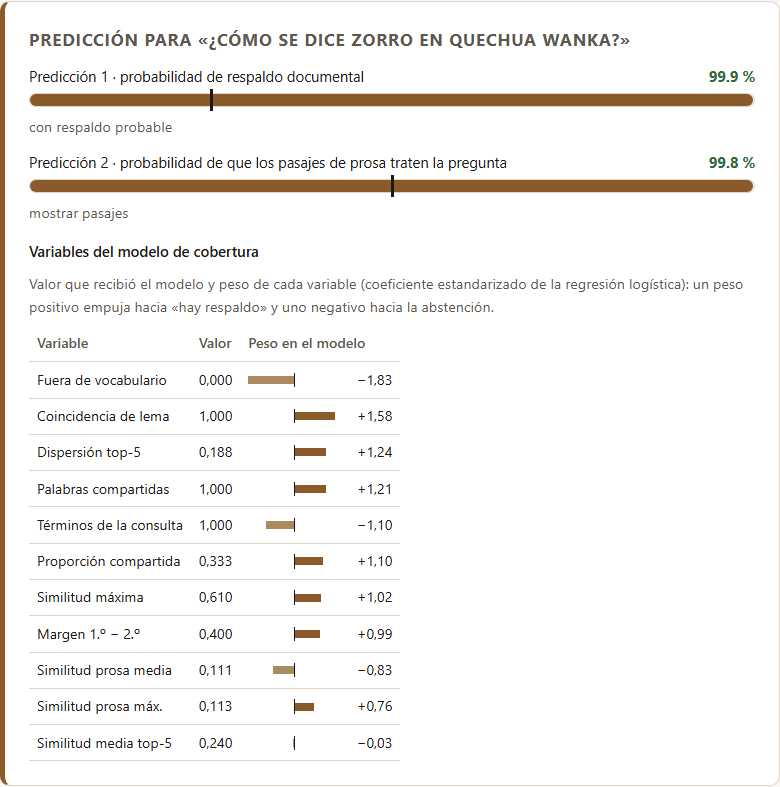 PREDICCIÓN PARA «¿CÓMO SE DICE ZORRO EN QUECHUA WANKA?»
Predicción 1 · probabilidad de respaldo documental 99.9 %
con respaldo probable
Predicción 2 · probabilidad de que los pasajes de prosa traten la pregunta 99.8 %
mostrar pasajes
Variables del modelo de cobertura
Valor que recibió el modelo y peso de cada variable (coeficiente estandarizado de la regresión logística): un peso
positivo empuja hacia «hay respaldo» y uno negativo hacia la abstención.
Variable Valor Peso en el modelo
Fuera de vocabulario 0,000 −1,83
Coincidencia de lema 1,000 +1,58
Dispersión top-5 0,188 +1,24
Palabras compartidas 1,000 +1,21
Términos de la consulta 1,000 −1,10
Proporción compartida 0,333 +1,10
Similitud máxima 0,610 +1,02
Margen 1.º − 2.º 0,400 +0,99
Similitud prosa media 0,111 −0,83
Similitud prosa máx. 0,113 +0,76
Similitud media top-5 0,240 −0,03